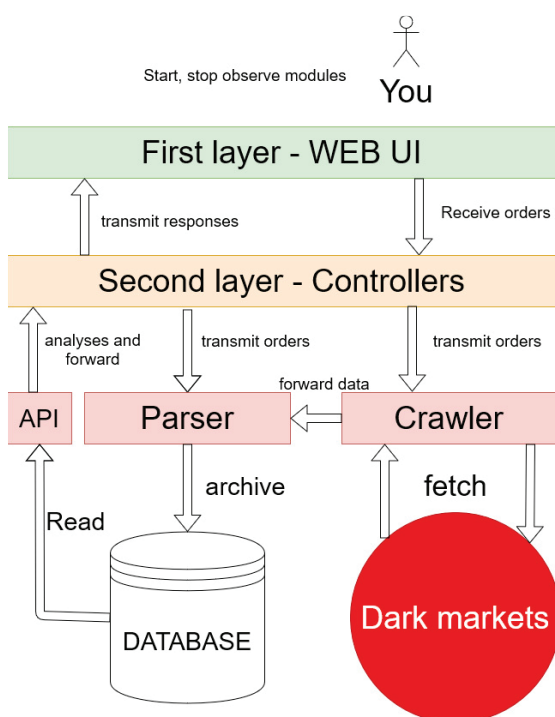 Start, stop observe modules
You
First layer - WEB UI
transmit responses
Receive orders
Second layer - Controllers
analyses and
forward
transmit orders
transmit orders
forward data
API
Parser
Crawler
Read
archive
fetch
DATABASE
Dark markets